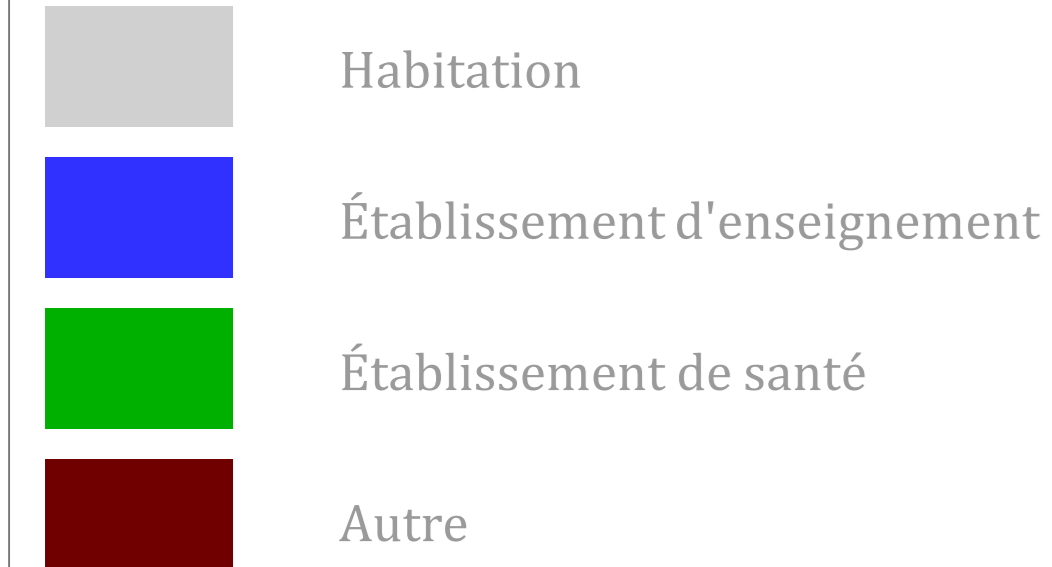 Habitation
Établissement d'enseignement
Établissement de santé
Autre